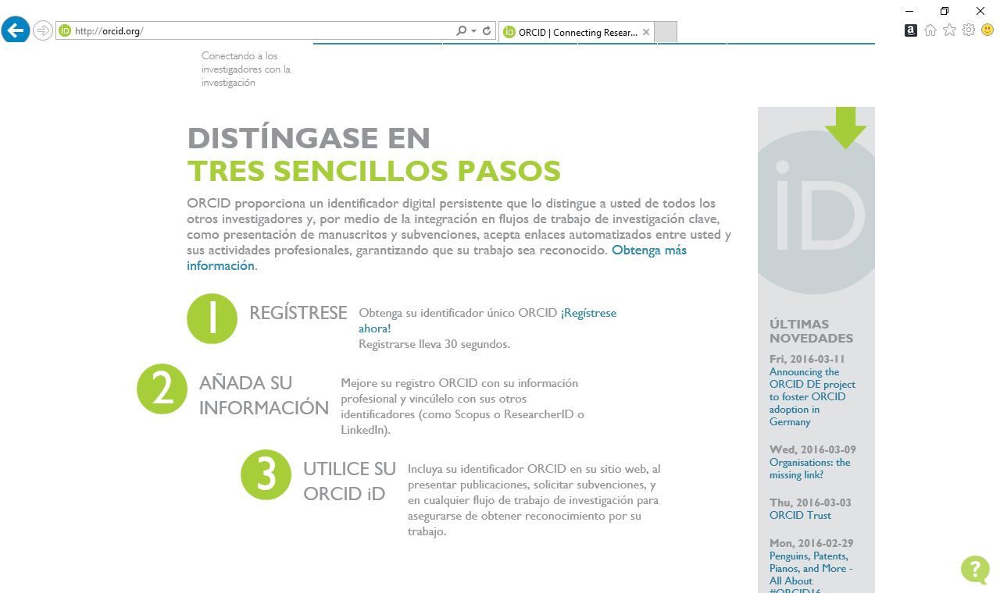 http://orcid.org/
ORCID | Connecting Resear...
Conectando a los
investigadores con la
investigación
DISTÍNGASE EN
TRES SENCILLOS PASOS
ORCID proporciona un identificador digital persistente que lo distingue a usted de todos los
otros investigadores y, por medio de la integración en flujos de trabajo de investigación clave,
como presentación de manuscritos y subvenciones, acepta enlaces automatizados entre usted y
sus actividades profesionales, garantizando que su trabajo sea reconocido. Obtenga más
información.
1
REGÍSTRESE
Obtenga su identificador único ORCID ¡Regístrese
ahora!
Registrarse lleva 30 segundos.
2
AÑADA SU
INFORMACIÓN
Mejore su registro ORCID con su información
profesional y vincúlelo con sus otros
identificadores (como Scopus o ResearcherID o
LinkedIn).
3
UTILICE SU
ORCID iD
Incluya su identificador ORCID en su sitio web, al
presentar publicaciones, solicitar subvenciones, y
en cualquier flujo de trabajo de investigación para
asegurarse de obtener reconocimiento por su
trabajo.
iD
ÚLTIMAS
NOVEDADES
Fri, 2016-03-11
Announcing the
ORCID DE project
to foster ORCID
adoption in
Germany
Wed, 2016-03-09
Organisations: the
missing link?
Thu, 2016-03-03
ORCID Trust
Mon, 2016-02-29
Penguins, Patents,
Pianos, and More -
All About
#ORCID16
?